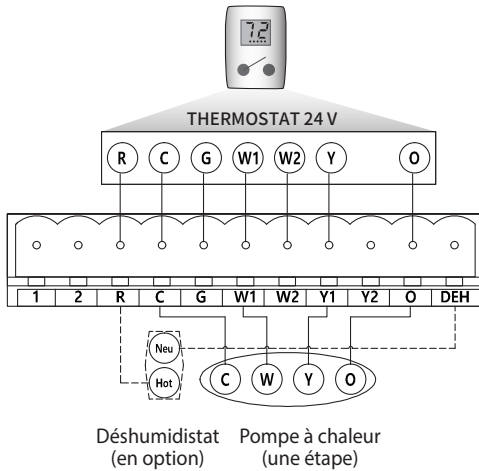 72
THERMOSTAT 24 V
R C G W1 W2 Y O
1 2 R C G W1 W2 Y1 Y2 O DEH
Neu
Hot
C W Y O
Déshumidistat
(en option)
Pompe à chaleur
(une étape)